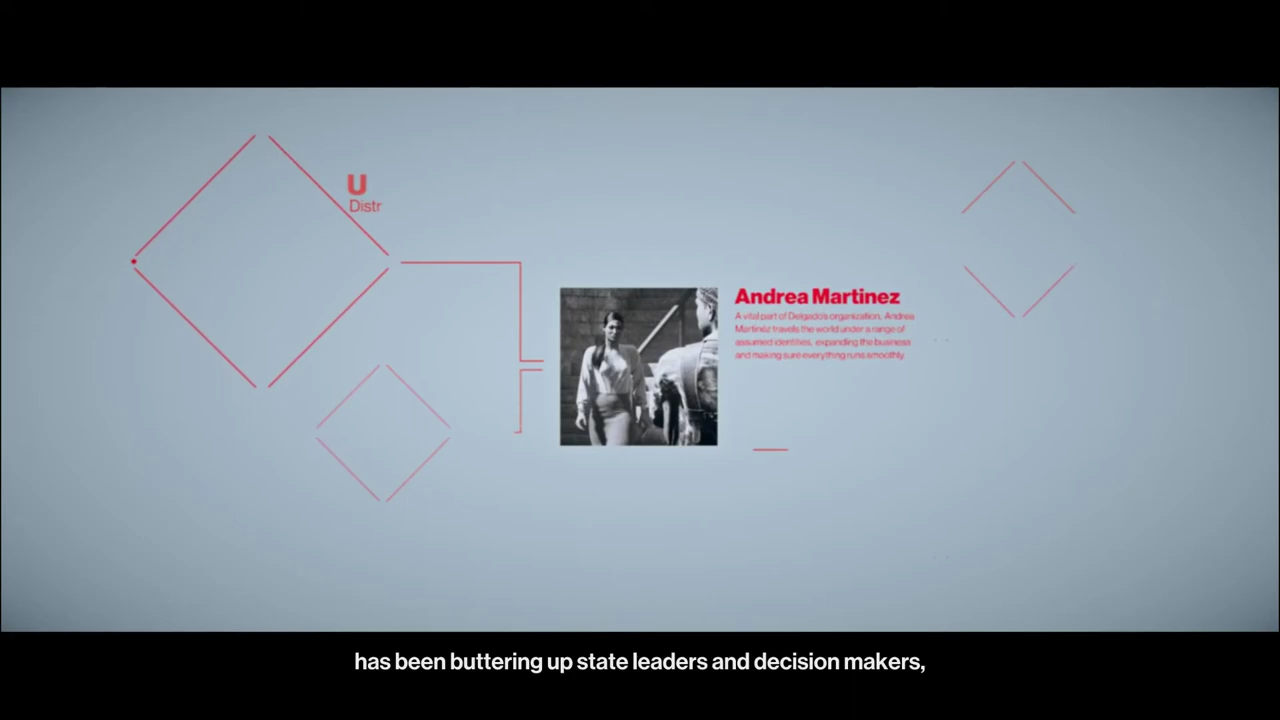 U
Distr
Andrea Martinez
A vital part of Delgado's organization, Andrea
Martinéz travels the world under a range of
assumed identities, expanding the business
and making sure everything runs smoothly.
has been buttering up state leaders and decision makers,